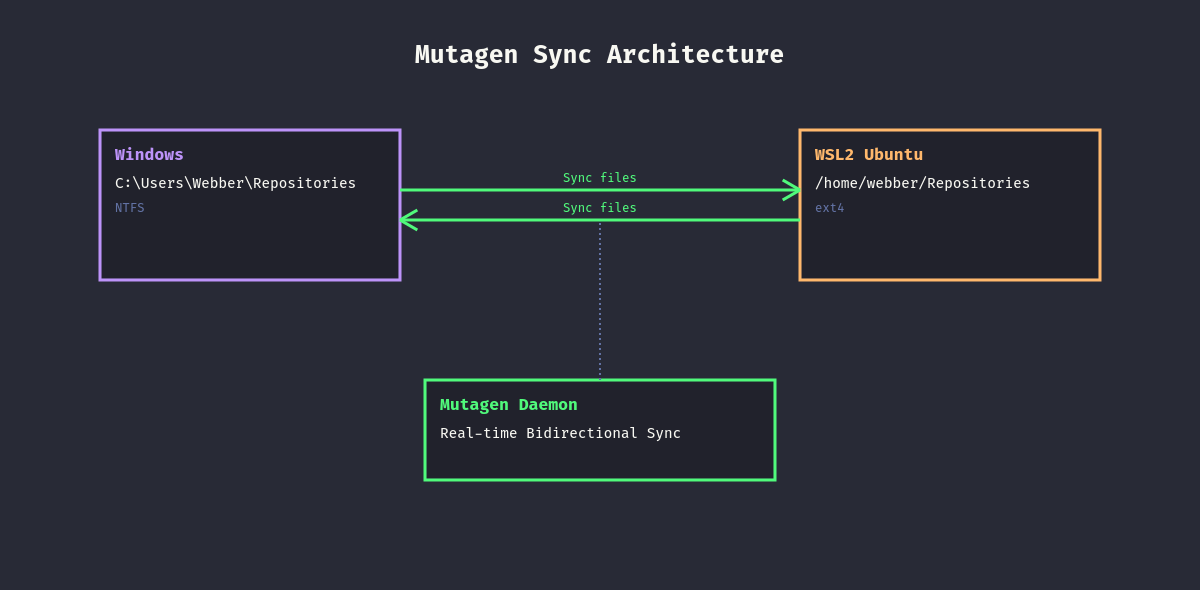 Mutagen Sync Architecture
Windows
C:\Users\Webber\Repositories
NTFS
Sync files
Sync files
WSL2 Ubuntu
/home/webber/Repositories
ext4
Mutagen Daemon
Real-time Bidirectional Sync